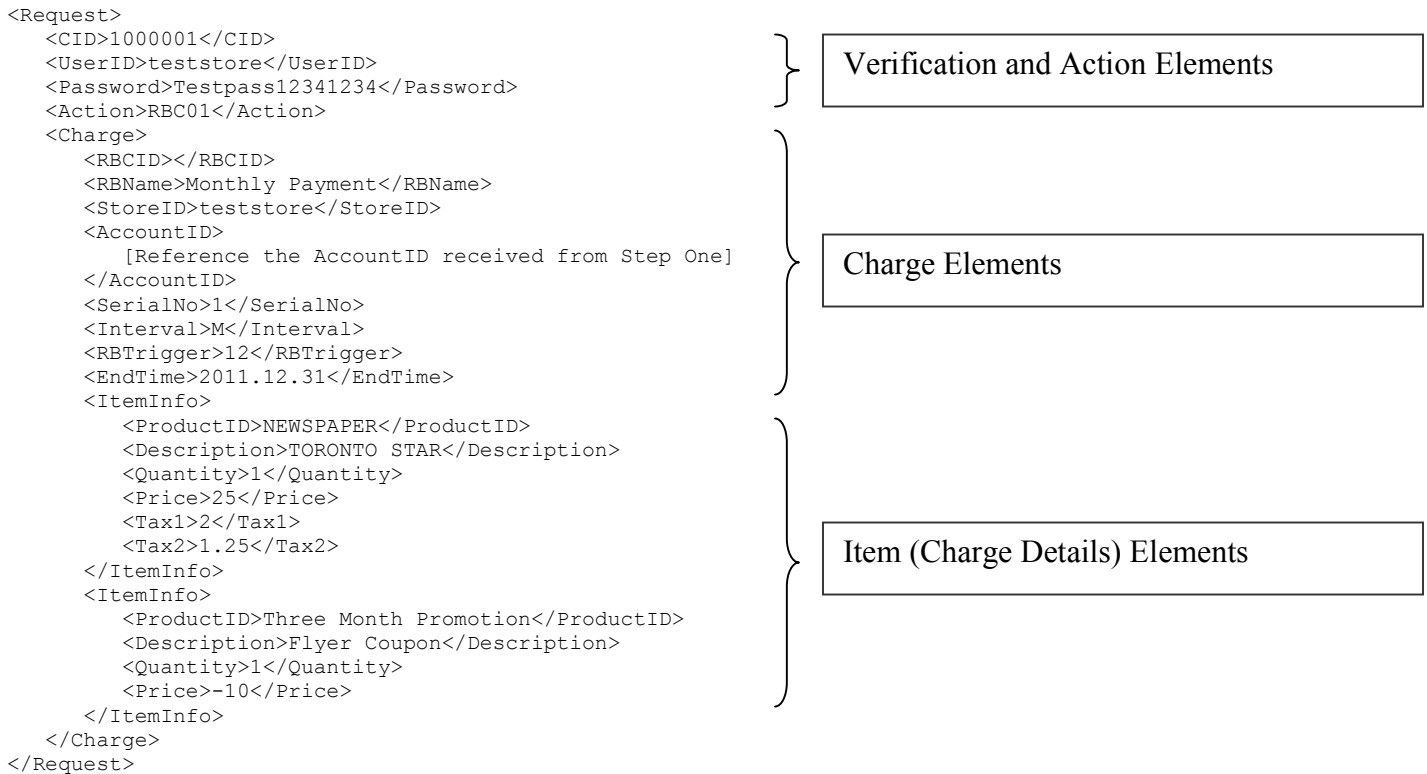 <Request>
<CID>1000001</CID>
<UserID>teststore</UserID>
<Password>Testpass12341234</Password>
<Action>RBC01</Action>
<Charge>
<RBCID></RBCID>
<RBName>Monthly Payment</RBName>
<StoreID>teststore</StoreID>
<AccountID>
[Reference the AccountID received from Step One]
</AccountID>
<SerialNo>1</SerialNo>
<Interval>M</Interval>
<RBTrigger>12</RBTrigger>
<EndTime>2011.12.31</EndTime>
<ItemInfo>
<ProductID>NEWSPAPER</ProductID>
<Description>TORONTO STAR</Description>
<Quantity>1</Quantity>
<Price>25</Price>
<Tax1>2</Tax1>
<Tax2>1.25</Tax2>
</ItemInfo>
<ItemInfo>
<ProductID>Three Month Promotion</ProductID>
<Description>Flyer Coupon</Description>
<Quantity>1</Quantity>
<Price>-10</Price>
</ItemInfo>
</Charge>
</Request>
Verification and Action Elements
Charge Elements
Item (Charge Details) Elements